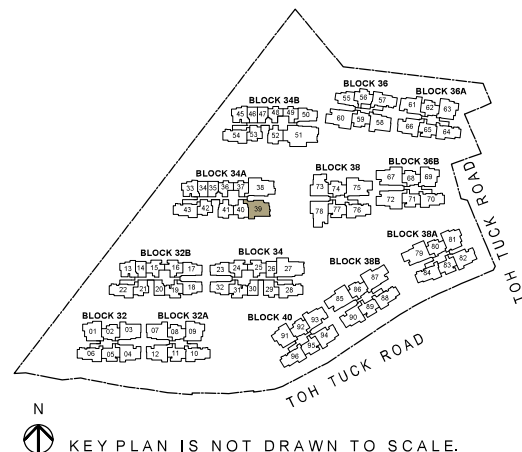 BLOCK 36
BLOCK 36A
55 56 57
61 62 63
60 59 58
66 65 64
BLOCK 34B
45 46 47 48 49 50
54 53 52 51
BLOCK 34A
33 34 35 36 37 38
43 42 41 40 39
BLOCK 38
73 74 75
78 77 76
BLOCK 36B
67 68 69
72 71 70
BLOCK 38A
79 80 81
84 83 82
TOH TUCK ROAD
BLOCK 32B
13 14 15 16 17
22 21 20 19 18
BLOCK 34
23 24 25 26 27
32 31 30 29 28
BLOCK 38B
85 86 87
90 89 88
BLOCK 32
01 02 03
06 05 04
BLOCK 32A
07 08 09
12 11 10
BLOCK 40
91 92 93
96 95 94
TOH TUCK ROAD
N
KEY PLAN IS NOT DRAWN TO SCALE.